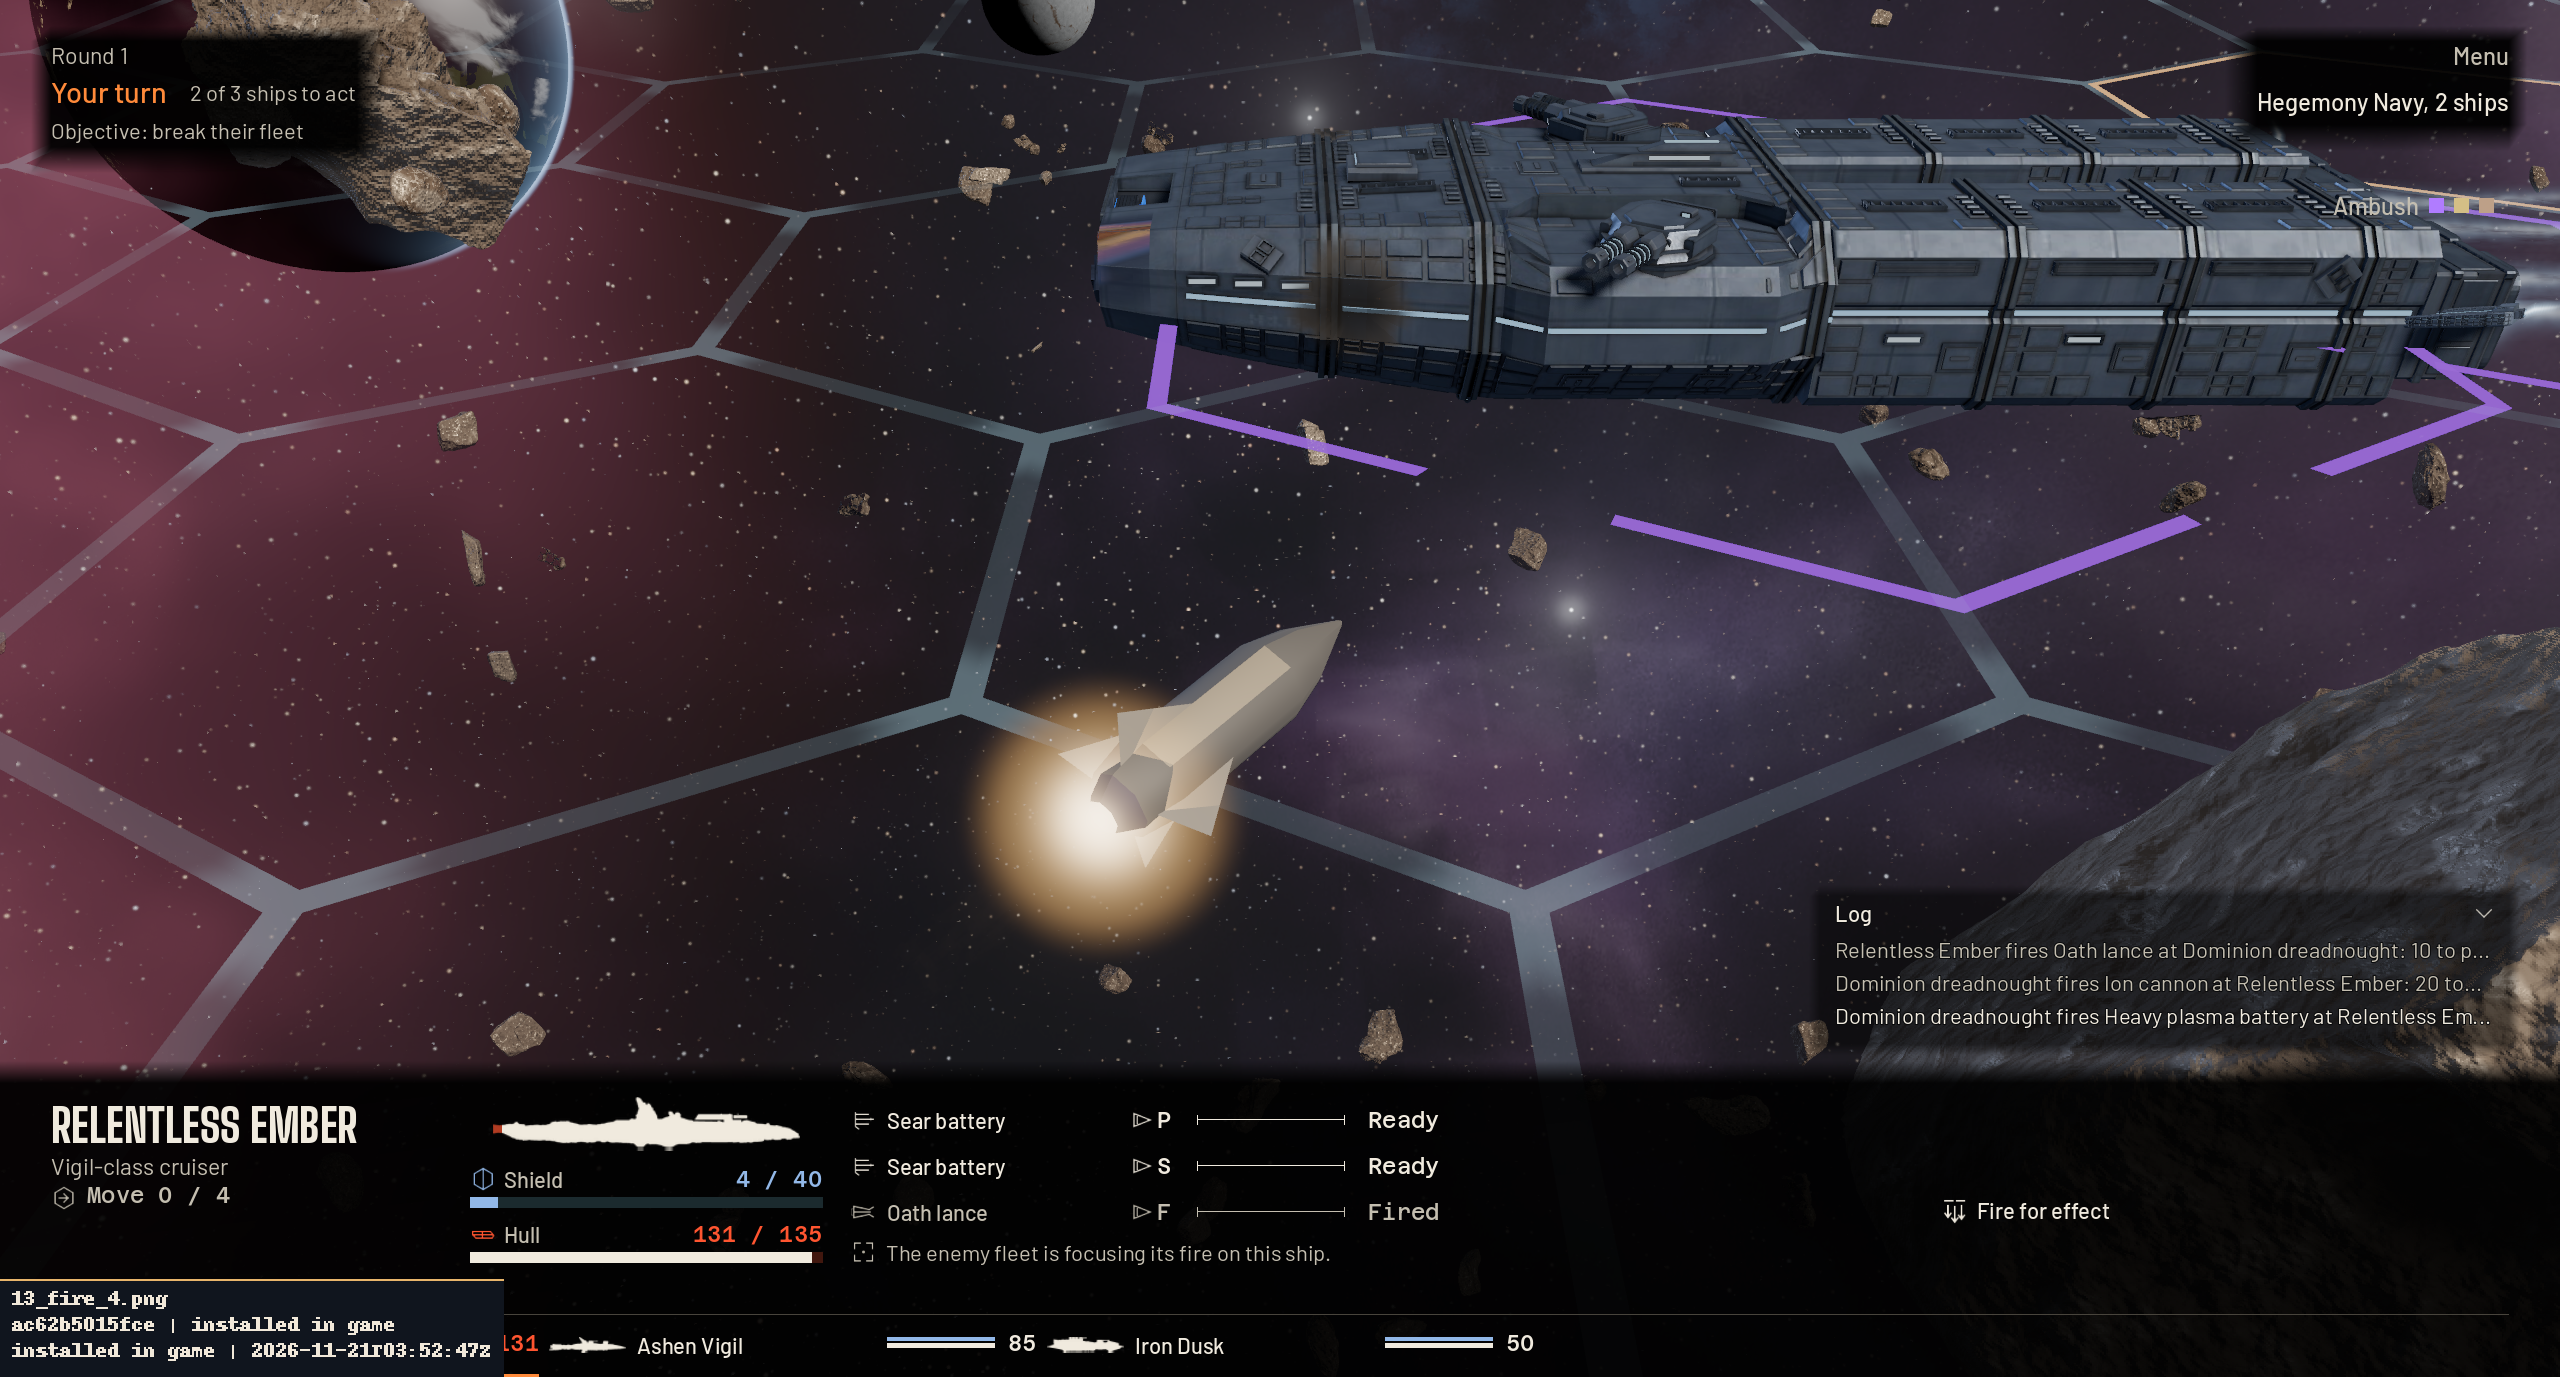 Round 1
Your turn 2 of 3 ships to act
Objective: break their fleet
Menu
Hegemony Navy, 2 ships
Ambush
Log
Relentless Ember fires Oath lance at Dominion dreadnought: 10 to p...
Dominion dreadnought fires Ion cannon at Relentless Ember: 20 to...
Dominion dreadnought fires Heavy plasma battery at Relentless Em...
RELENTLESS EMBER
Vigil-class cruiser
Move 0 / 4
Shield 4 / 40
Hull 131 / 135
Sear battery P Ready
Sear battery S Ready
Oath lance F Fired
The enemy fleet is focusing its fire on this ship.
Fire for effect
13_fire_4.png
ac62b5015fce | installed in game
installed in game | 2026-11-21T03:52:47Z
131 Ashen Vigil 85 Iron Dusk 50